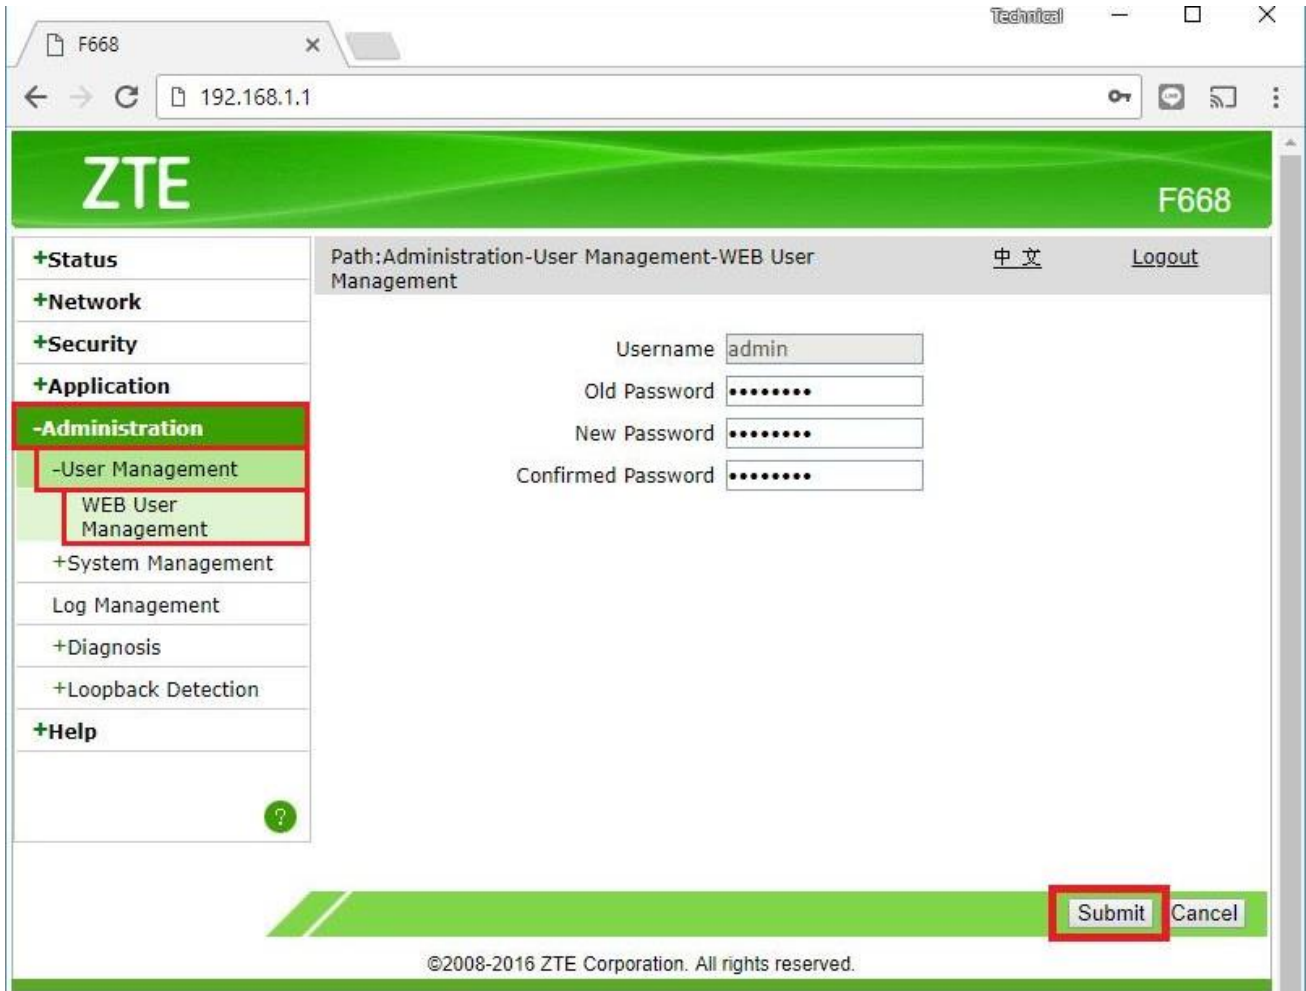 Technical
F668
192.168.1.1
ZTE
F668
+Status
+Network
+Security
+Application
-Administration
-User Management
WEB User
Management
+System Management
Log Management
+Diagnosis
+Loopback Detection
+Help
?
Path:Administration-User Management-WEB User
Management
中 文
Logout
Username admin
Old Password ••••••••
New Password ••••••••
Confirmed Password ••••••••
Submit Cancel
©2008-2016 ZTE Corporation. All rights reserved.